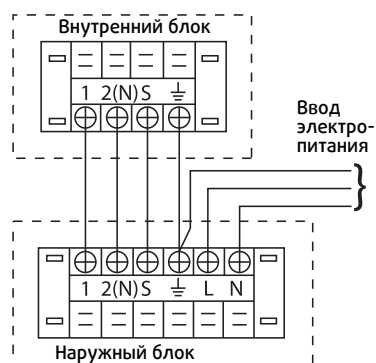 Внутренний блок
1 2(N) S
Ввод
электро-
питания
1 2(N) S L N
Наружный блок